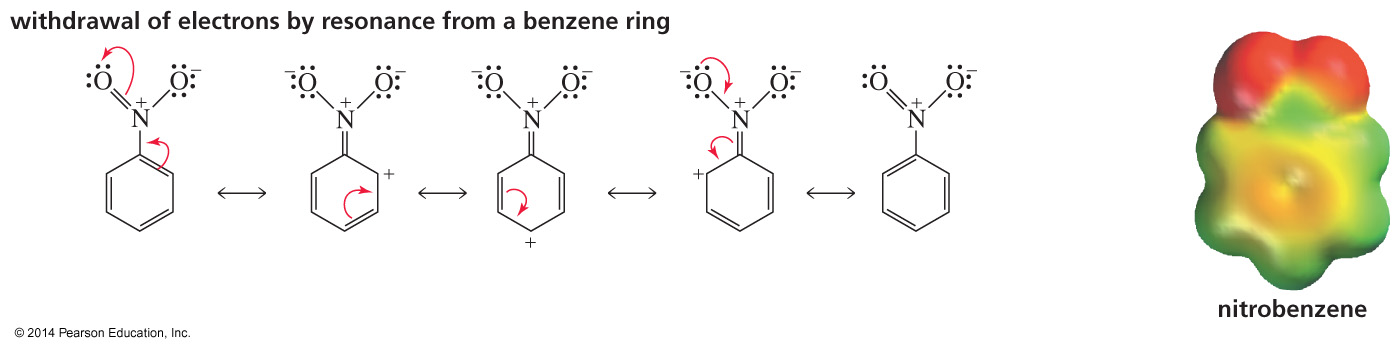 withdrawal of electrons by resonance from a benzene ring
O O⁻ ⁻O O⁻ ⁻O O⁻ ⁻O O⁻ O O⁻
+ + + + +
N N N N N
+ +
+
nitrobenzene
© 2014 Pearson Education, Inc.